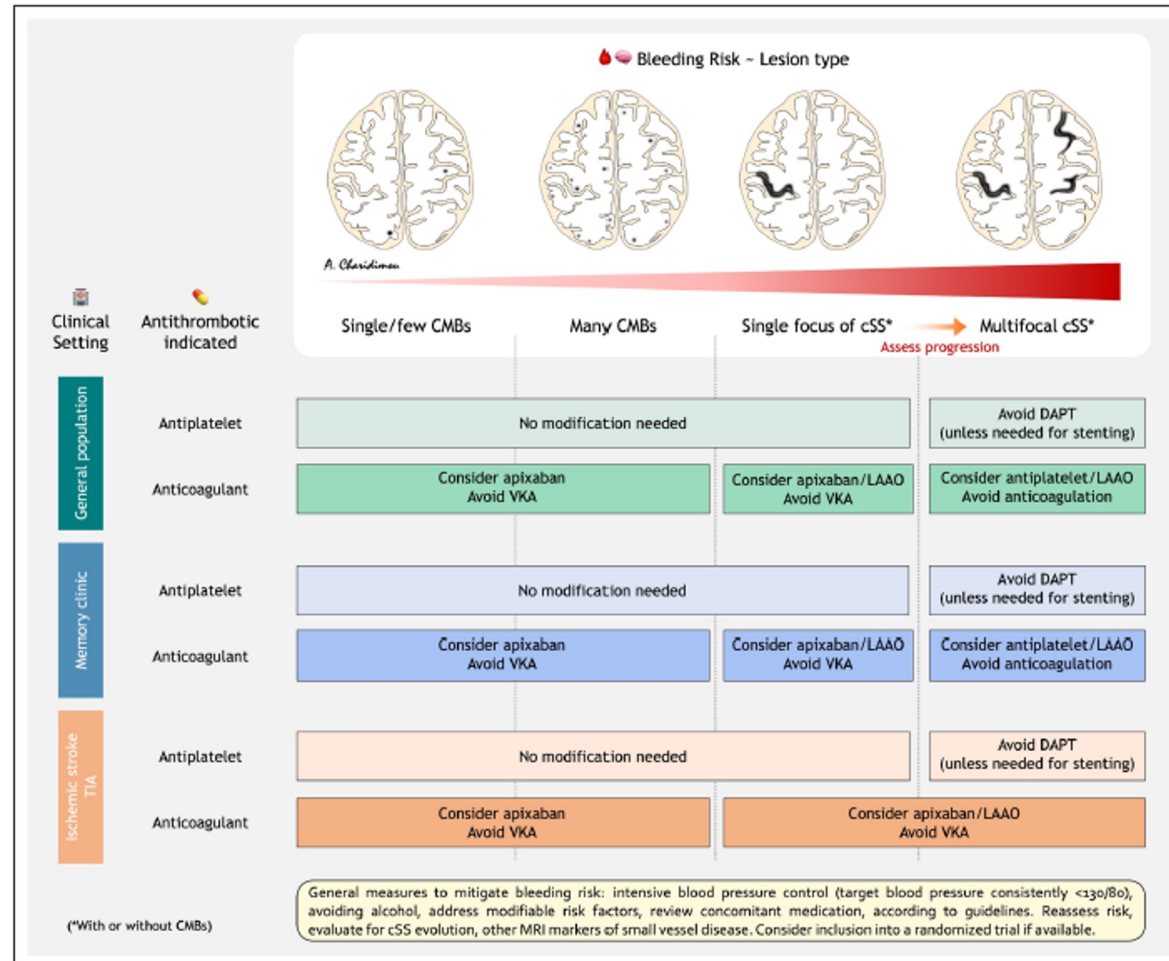 Bleeding Risk ~ Lesion type
A. Charidimou
Clinical
Setting
Antithrombotic
indicated
Single/few CMBs
Many CMBs
Single focus of cSS*
Multifocal cSS*
Assess progression
General population
Antiplatelet
No modification needed
Avoid DAPT
(unless needed for stenting)
Anticoagulant
Consider apixaban
Avoid VKA
Consider apixaban/LAAO
Avoid VKA
Consider antiplatelet/LAAO
Avoid anticoagulation
Memory clinic
Antiplatelet
No modification needed
Avoid DAPT
(unless needed for stenting)
Anticoagulant
Consider apixaban
Avoid VKA
Consider apixaban/LAAO
Avoid VKA
Consider antiplatelet/LAAO
Avoid anticoagulation
Ischemic stroke
TIA
Antiplatelet
No modification needed
Avoid DAPT
(unless needed for stenting)
Anticoagulant
Consider apixaban
Avoid VKA
Consider apixaban/LAAO
Avoid VKA
(*With or without CMBs)
General measures to mitigate bleeding risk: intensive blood pressure control (target blood pressure consistently <130/80),
avoiding alcohol, address modifiable risk factors, review concomitant medication, according to guidelines. Reassess risk,
evaluate for cSS evolution, other MRI markers of small vessel disease. Consider inclusion into a randomized trial if available.